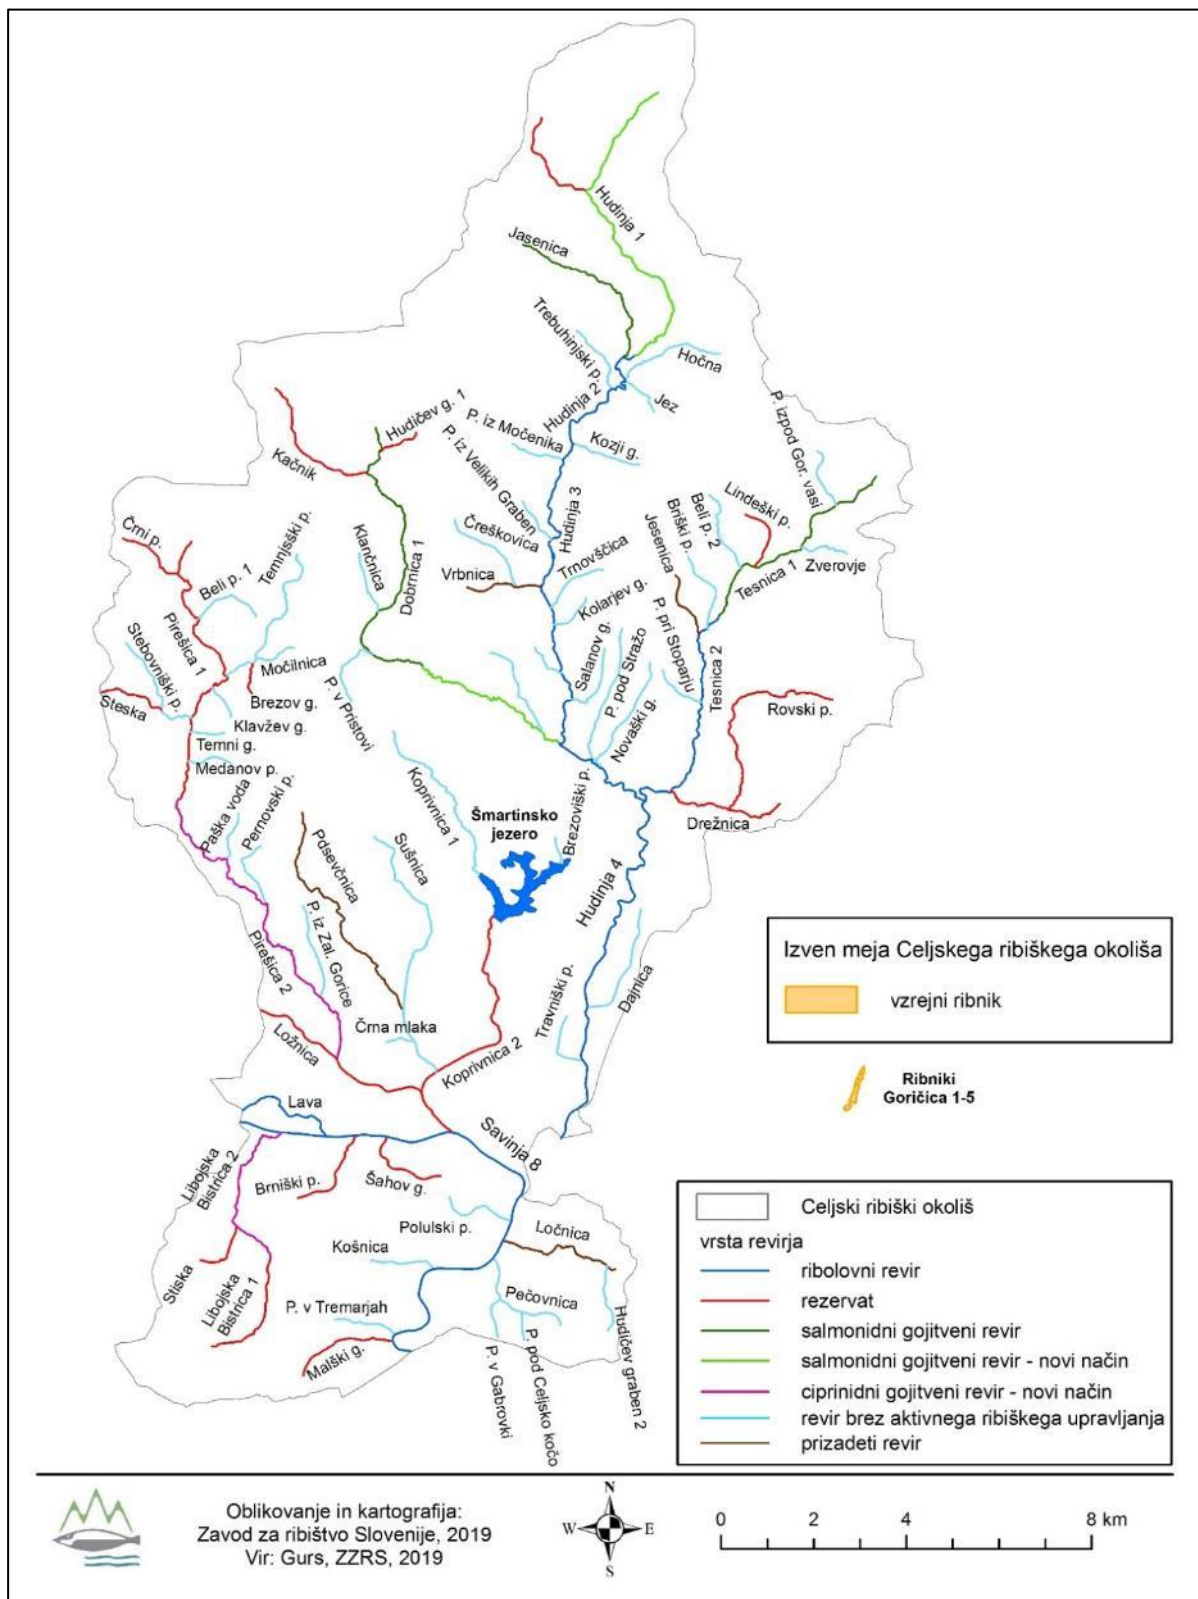 Hudinja 1
Jasenica
Trebuhinjski p.
Hočna
Jez
Hudinja 2
P. izpod Gor. vasi
Hudičev g. 1
P. iz Močenika
Kozji g.
Kačnik
P. iz Velikih Graben
Hudinja 3
Lindeški p.
Beli p. 2
Briški p.
Jesenica
Črni p.
Temnjsški p.
Klančnica
Dobrnica 1
Čreškovica
Vrbnica
Trnovščica
Kolarjev g.
Tesnica 1
Zverovje
Beli p. 1
Pirešica 1
Stebovniški p.
Steska
Močilnica
Brezov g.
Klavžev g.
Temni g.
Medanov p.
P. v Pristovi
Salanov g.
P. pod Stražo
Novaški g.
P. pri Stoparju
Tesnica 2
Rovski p.
Drežnica
Paška voda
Pernovski p.
Koprivnica 1
Šmartinsko
jezero
Brezoviški p.
Pdsevčnica
Sušnica
Hudinja 4
Pirešica 2
P. iz Zal. Gorice
Travniški p.
Dajnica
Ložnica
Črna mlaka
Koprivnica 2
Lava
Savinja 8
Libojska
Bistrica 2
Brniški p.
Šahov g.
Polulski p.
Ločnica
Košnica
Stiska
Libojska
Bistrica 1
P. v Tremarjah
Pečovnica
Malški g.
P. v Gabrovki
P. pod Celjsko kočo
Hudičev graben 2
Izven meja Celjskega ribiškega okoliša
vzrejni ribnik
Ribniki
Goričica 1-5
Celjski ribiški okoliš
vrsta revirja
ribolovni revir
rezervat
salmonidni gojitveni revir
salmonidni gojitveni revir - novi način
ciprinidni gojitveni revir - novi način
revir brez aktivnega ribiškega upravljanja
prizadeti revir
Oblikovanje in kartografija:
Zavod za ribištvo Slovenije, 2019
Vir: Gurs, ZZRS, 2019
N
W E
S
0 2 4 8 km